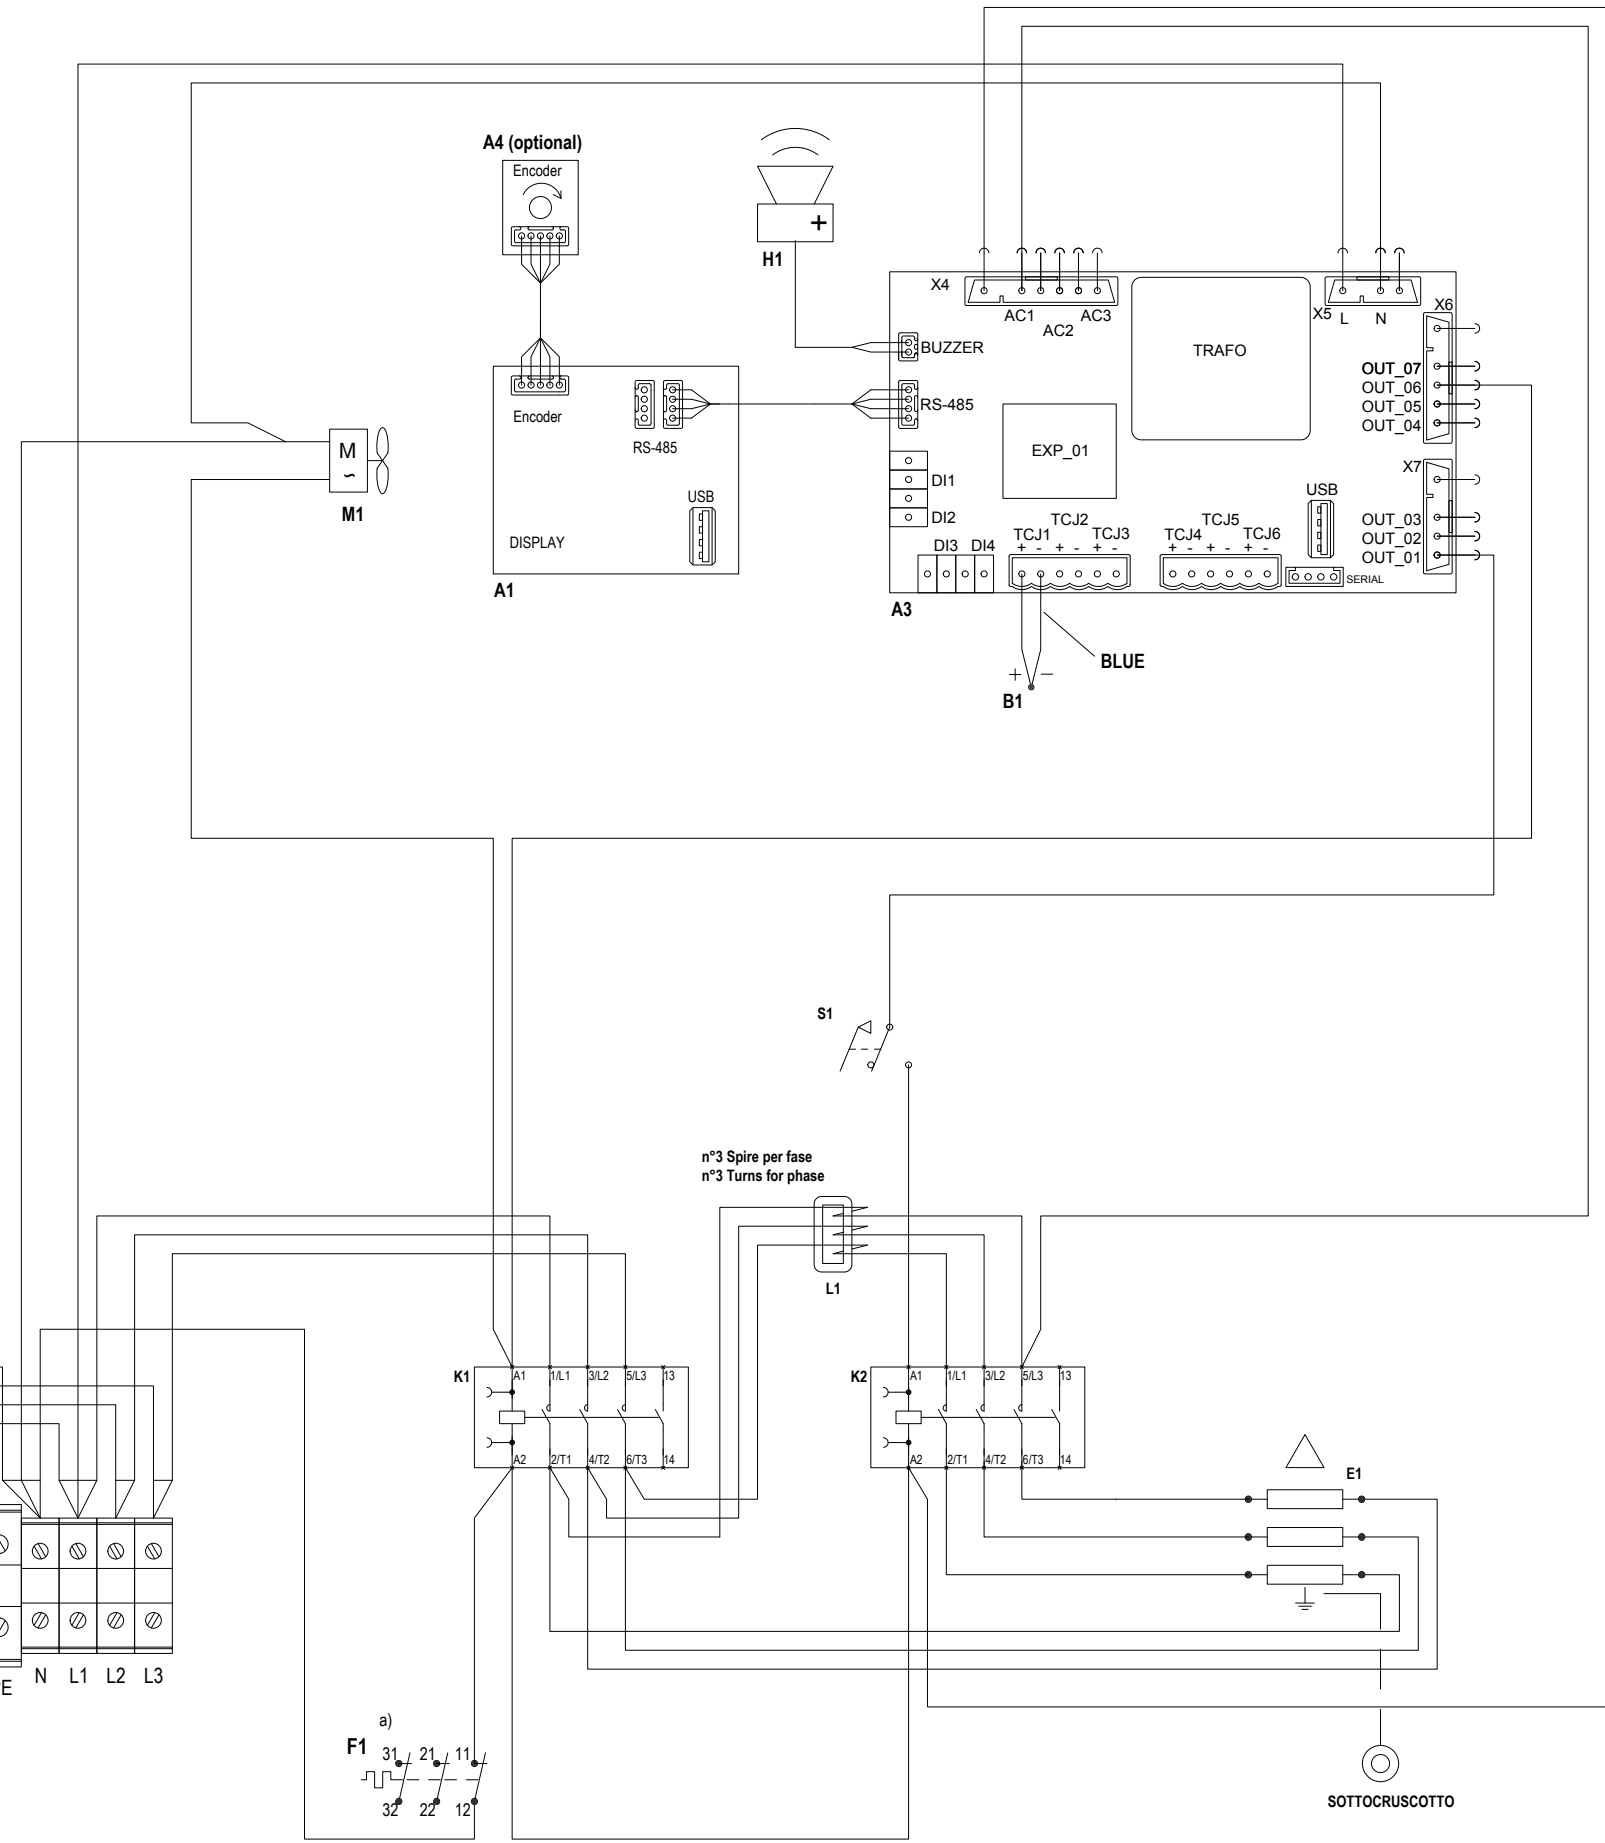 A4 (optional)
Encoder
H1
+
X4
AC1
AC2
AC3
X5 L N
X6
BUZZER
TRAFO
OUT_07
OUT_06
OUT_05
OUT_04
RS-485
Encoder
RS-485
EXP_01
M
~
M1
DI1
DI2
USB
DISPLAY
A1
X7
USB
OUT_03
OUT_02
OUT_01
DI3 DI4
TCJ1
TCJ2
TCJ3
+ - + - + -
TCJ4
TCJ5
TCJ6
+ - + - + -
SERIAL
A3
BLUE
+ −
B1
S1
n°3 Spire per fase
n°3 Turns for phase
L1
K1
A1 1/L1 3/L2 5/L3 13
A2 2/T1 4/T2 6/T3 14
K2
A1 1/L1 3/L2 5/L3 13
A2 2/T1 4/T2 6/T3 14
E1
E N L1 L2 L3
a)
F1
31 21 11
32 22 12
SOTTOCRUSCOTTO